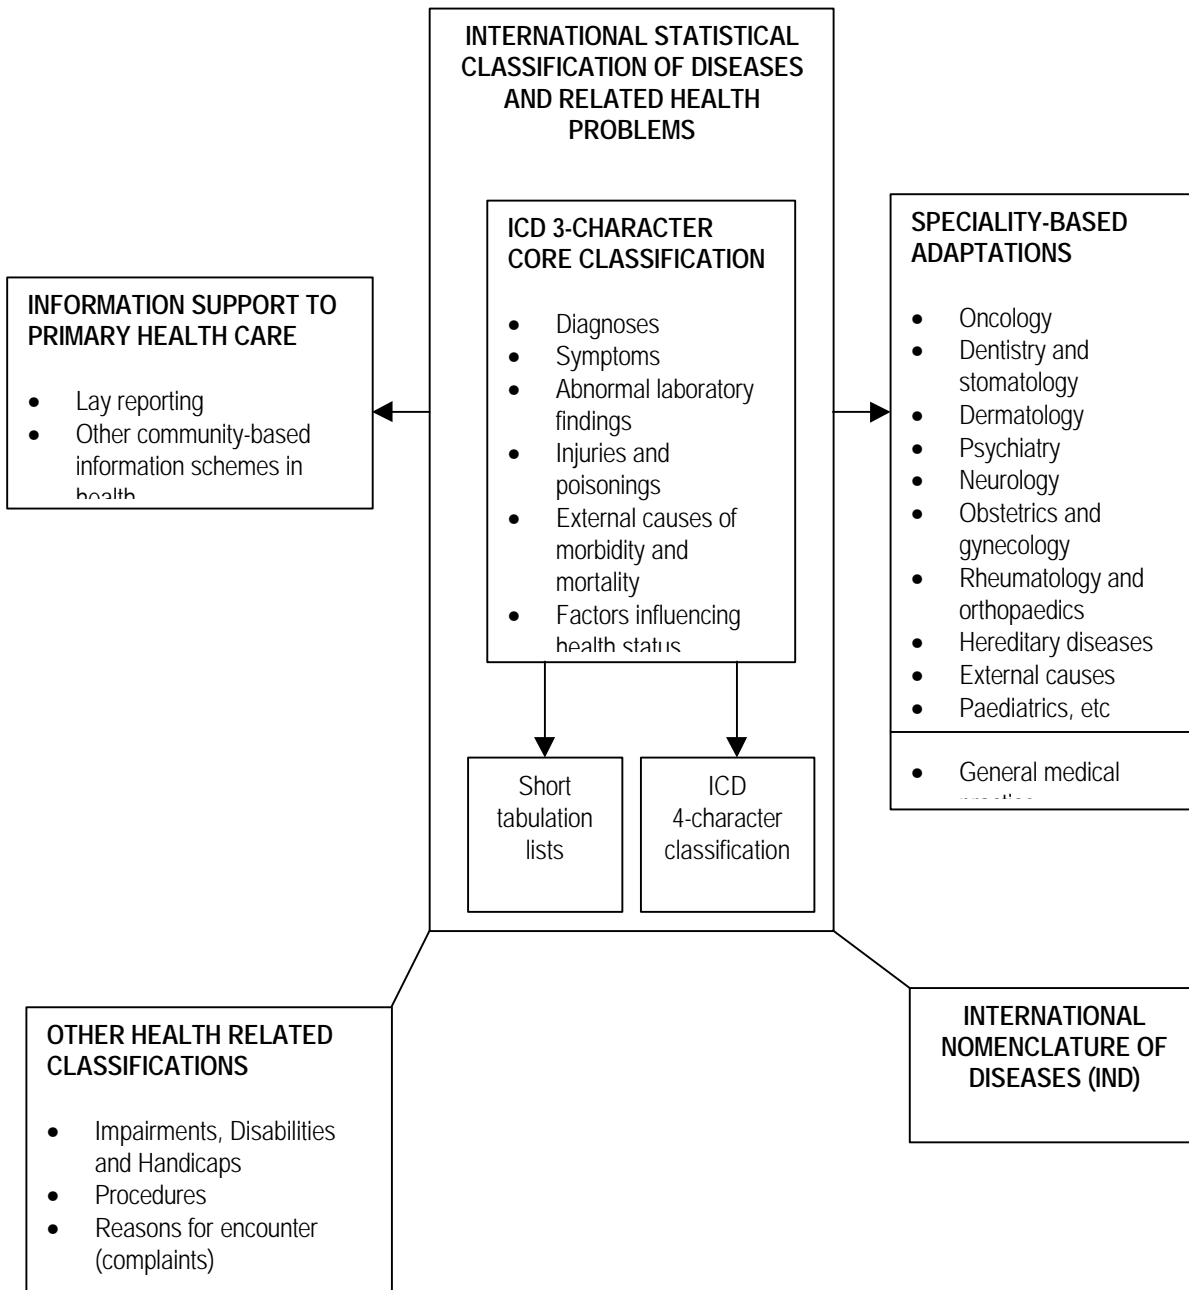 INTERNATIONAL STATISTICAL
CLASSIFICATION OF DISEASES
AND RELATED HEALTH
PROBLEMS
ICD 3-CHARACTER
CORE CLASSIFICATION
• Diagnoses
• Symptoms
• Abnormal laboratory
findings
• Injuries and
poisonings
• External causes of
morbidity and
mortality
• Factors influencing
health status
INFORMATION SUPPORT TO
PRIMARY HEALTH CARE
• Lay reporting
• Other community-based
information schemes in
health
SPECIALITY-BASED
ADAPTATIONS
• Oncology
• Dentistry and
stomatology
• Dermatology
• Psychiatry
• Neurology
• Obstetrics and
gynecology
• Rheumatology and
orthopaedics
• Hereditary diseases
• External causes
• Paediatrics, etc
• General medical
Short
tabulation
lists
ICD
4-character
classification
OTHER HEALTH RELATED
CLASSIFICATIONS
• Impairments, Disabilities
and Handicaps
• Procedures
• Reasons for encounter
(complaints)
INTERNATIONAL
NOMENCLATURE OF
DISEASES (IND)